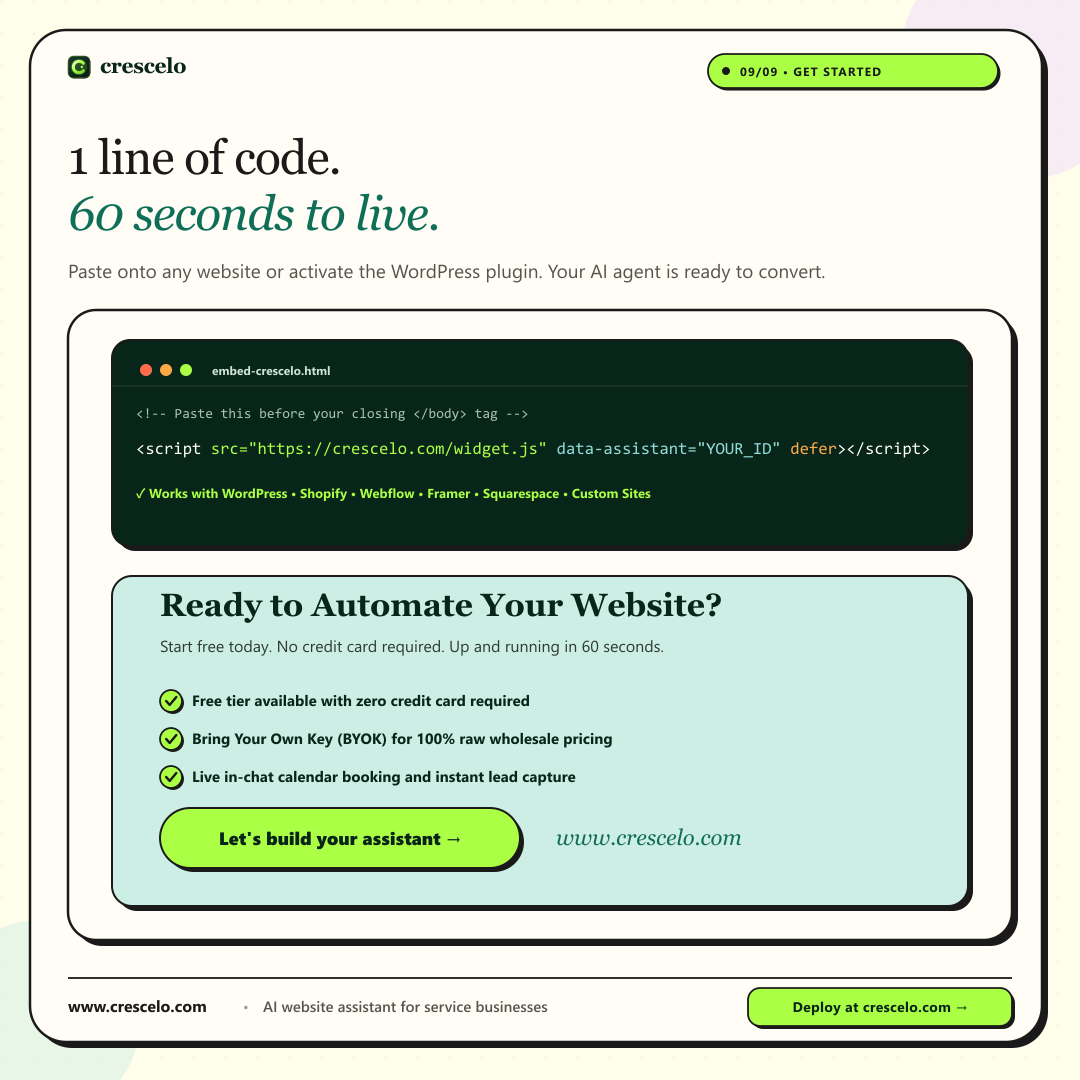 crescelo
09/09 • GET STARTED
1 line of code.
60 seconds to live.
Paste onto any website or activate the WordPress plugin. Your AI agent is ready to convert.
embed-crescelo.html
<!-- Paste this before your closing </body> tag -->
<script src="https://crescelo.com/widget.js" data-assistant="YOUR_ID" defer></script>
✓ Works with WordPress • Shopify • Webflow • Framer • Squarespace • Custom Sites
Ready to Automate Your Website?
Start free today. No credit card required. Up and running in 60 seconds.
Free tier available with zero credit card required
Bring Your Own Key (BYOK) for 100% raw wholesale pricing
Live in-chat calendar booking and instant lead capture
Let's build your assistant →
www.crescelo.com
www.crescelo.com • AI website assistant for service businesses
Deploy at crescelo.com →